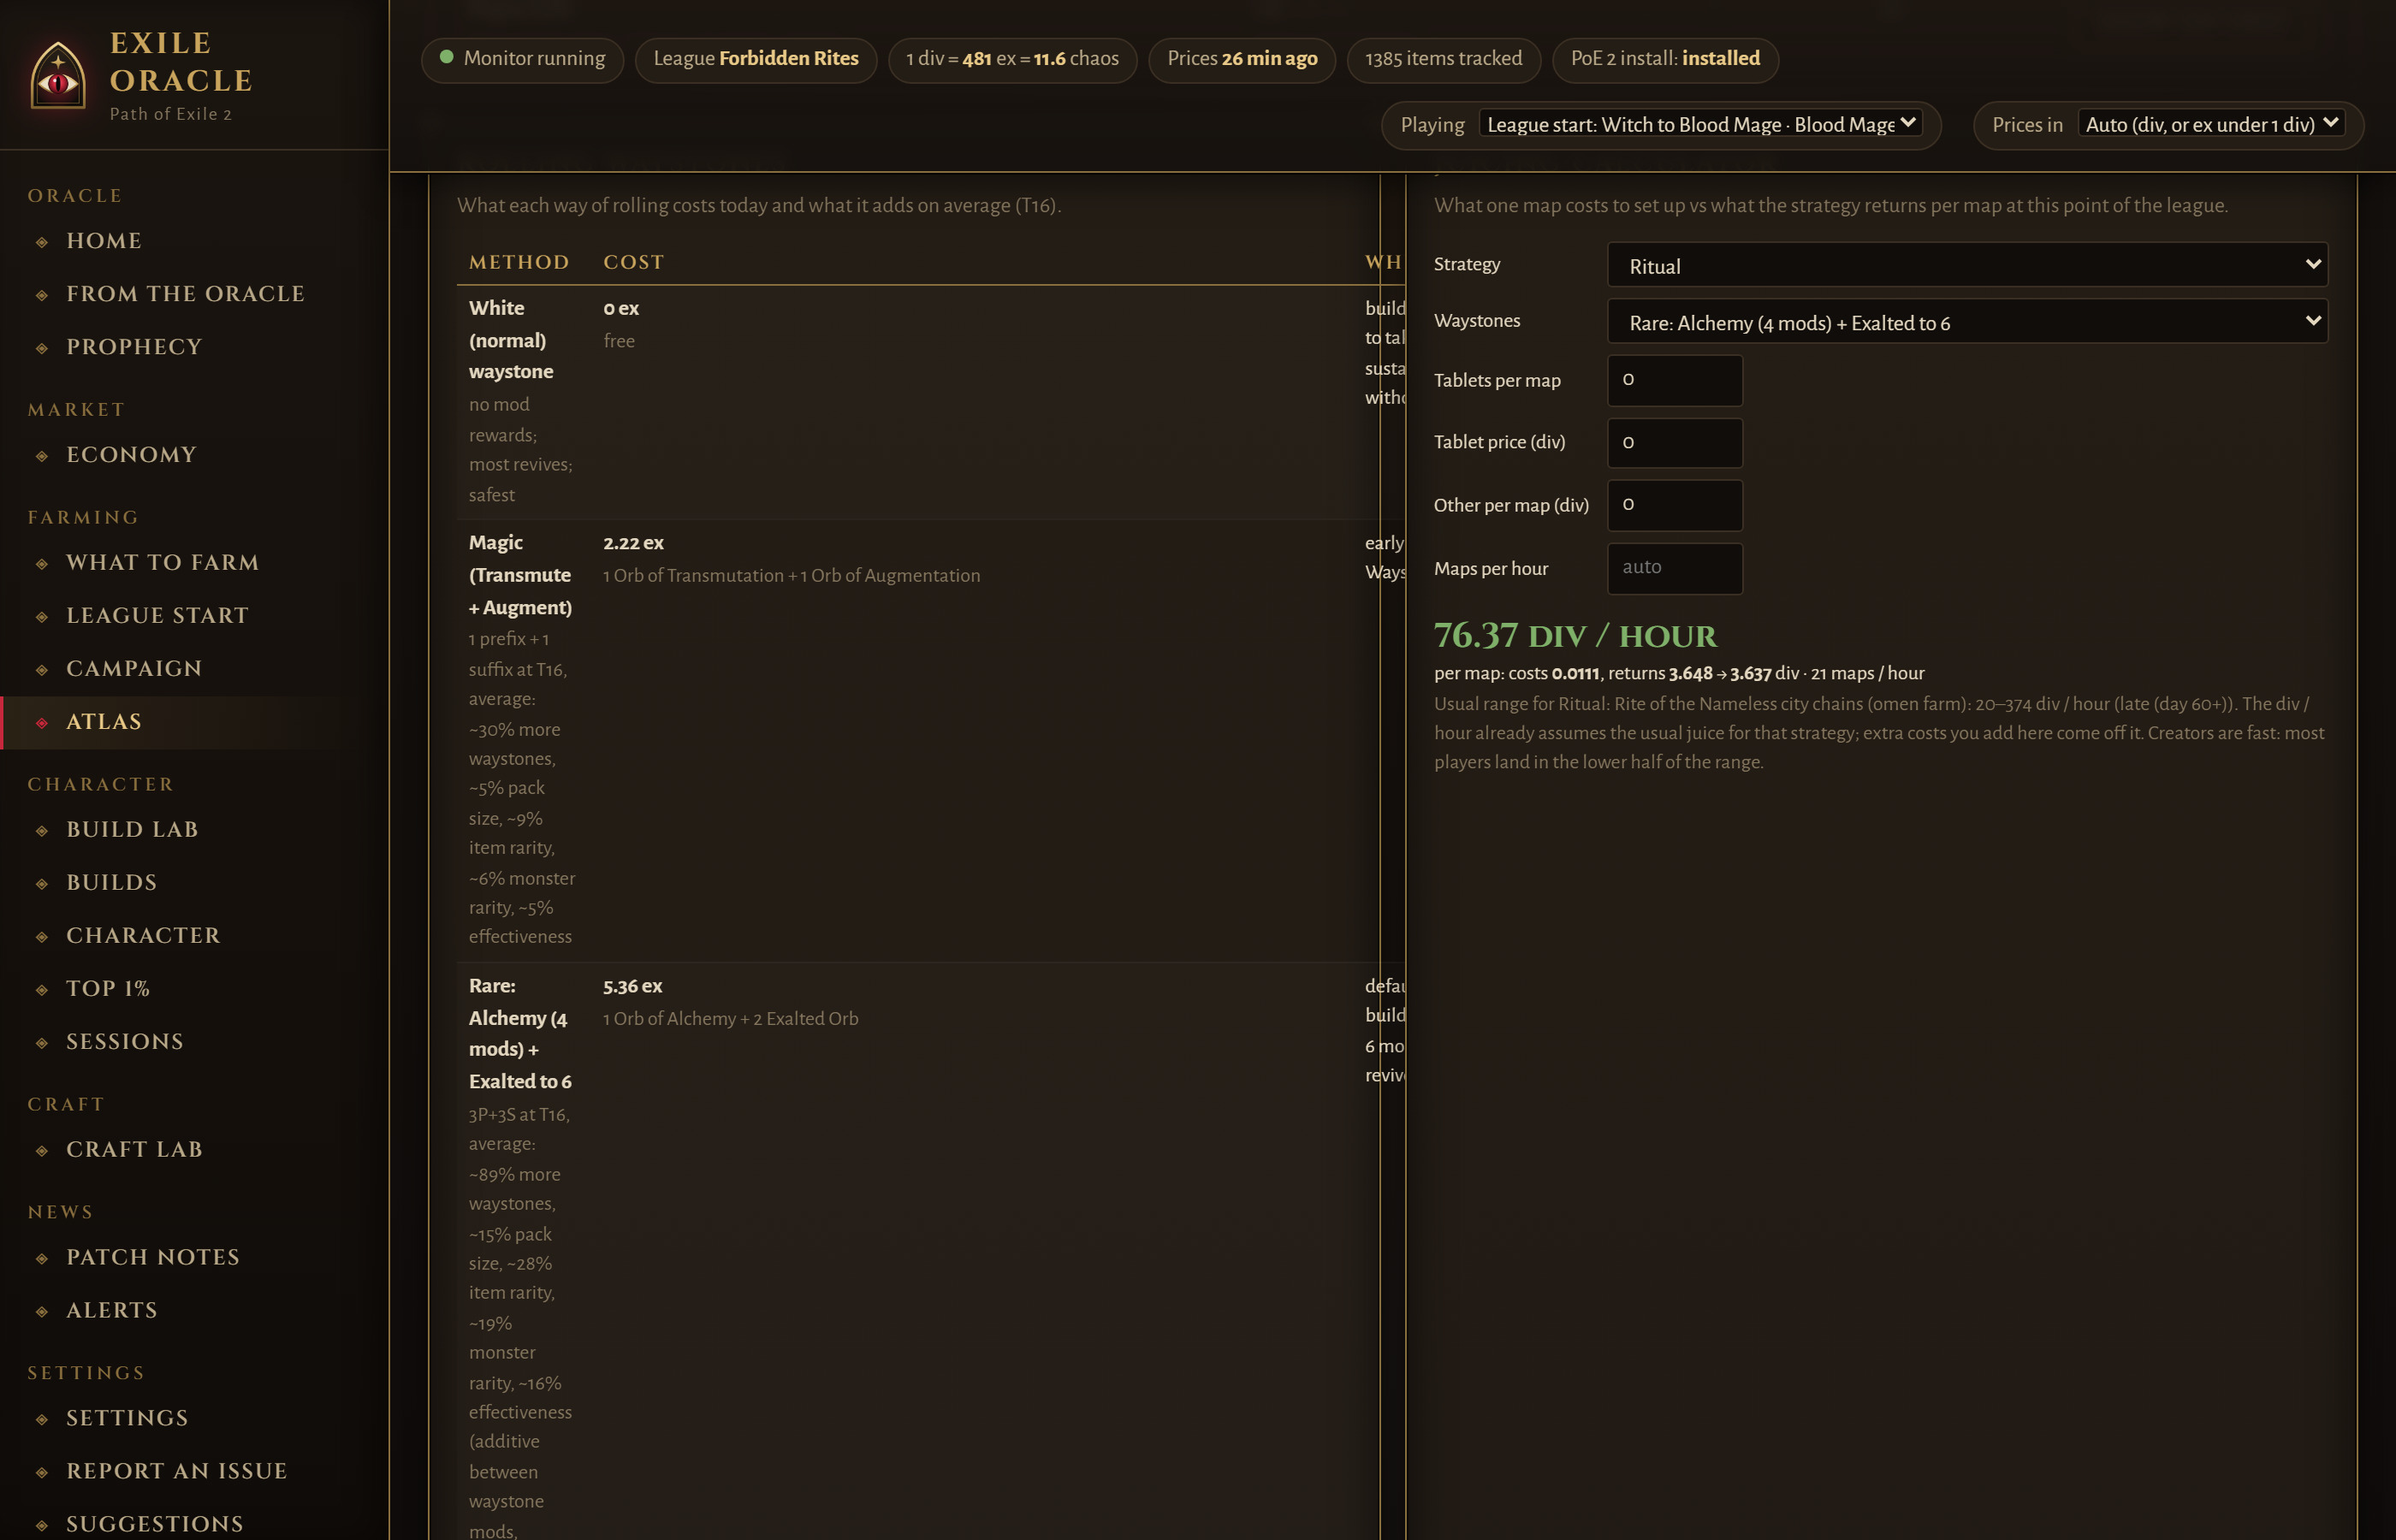 EXILE
ORACLE
Path of Exile 2
ORACLE
HOME
FROM THE ORACLE
PROPHECY
MARKET
ECONOMY
FARMING
WHAT TO FARM
LEAGUE START
CAMPAIGN
ATLAS
CHARACTER
BUILD LAB
BUILDS
CHARACTER
TOP 1%
SESSIONS
CRAFT
CRAFT LAB
NEWS
PATCH NOTES
ALERTS
SETTINGS
SETTINGS
REPORT AN ISSUE
SUGGESTIONS
Monitor running
League Forbidden Rites
1 div = 481 ex = 11.6 chaos
Prices 26 min ago
1385 items tracked
PoE 2 install: installed
Playing League start: Witch to Blood Mage · Blood Mage
Prices in Auto (div, or ex under 1 div)
What each way of rolling costs today and what it adds on average (T16).
METHOD COST WH
White
(normal)
waystone
no mod
rewards;
most revives;
safest
0 ex
free
build
to tal
susta
witho
Magic
(Transmute
+ Augment)
1 prefix + 1
suffix at T16,
average:
~30% more
waystones,
~5% pack
size, ~9%
item rarity,
~6% monster
rarity, ~5%
effectiveness
2.22 ex
1 Orb of Transmutation + 1 Orb of Augmentation
early
Ways
Rare:
Alchemy (4
mods) +
Exalted to 6
3P+3S at T16,
average:
~89% more
waystones,
~15% pack
size, ~28%
item rarity,
~19%
monster
rarity, ~16%
effectiveness
(additive
between
waystone
mods,
5.36 ex
1 Orb of Alchemy + 2 Exalted Orb
defau
build
6 mo
revive
What one map costs to set up vs what the strategy returns per map at this point of the league.
Strategy Ritual
Waystones Rare: Alchemy (4 mods) + Exalted to 6
Tablets per map 0
Tablet price (div) 0
Other per map (div) 0
Maps per hour auto
76.37 DIV / HOUR
per map: costs 0.0111, returns 3.648 → 3.637 div · 21 maps / hour
Usual range for Ritual: Rite of the Nameless city chains (omen farm): 20–374 div / hour (late (day 60+)). The div /
hour already assumes the usual juice for that strategy; extra costs you add here come off it. Creators are fast: most
players land in the lower half of the range.